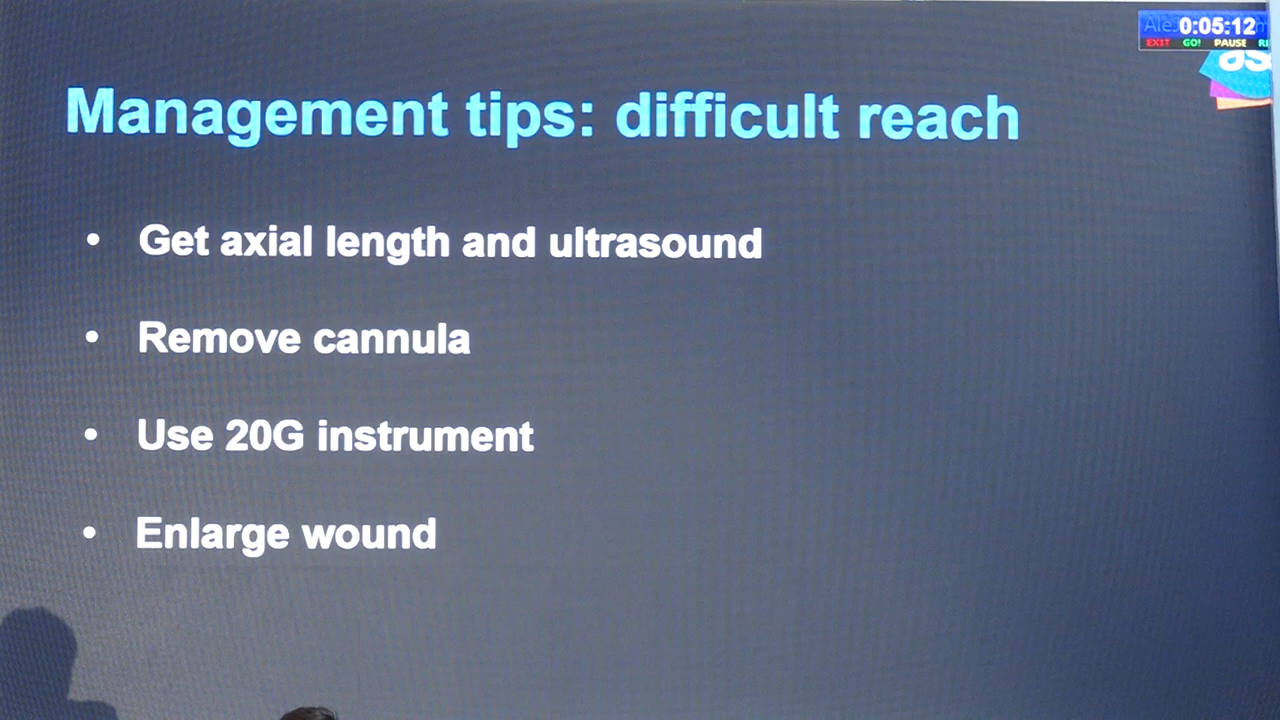 0:05:12
EXIT GO! PAUSE
as
Management tips: difficult reach
• Get axial length and ultrasound
• Remove cannula
• Use 20G instrument
• Enlarge wound